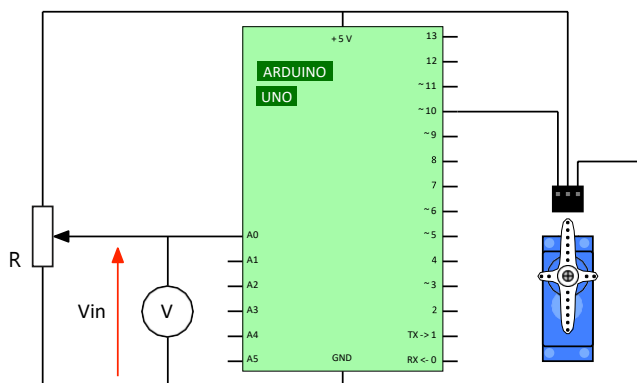 +5 V
ARDUINO
UNO
13
12
~11
~10
~9
8
7
~6
~5
4
~3
2
TX -> 1
RX <- 0
A0
A1
A2
A3
A4
A5
GND
R
Vin
V